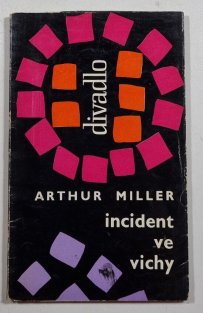 divadlo
ARTHUR MILLER
incident
ve
vichy